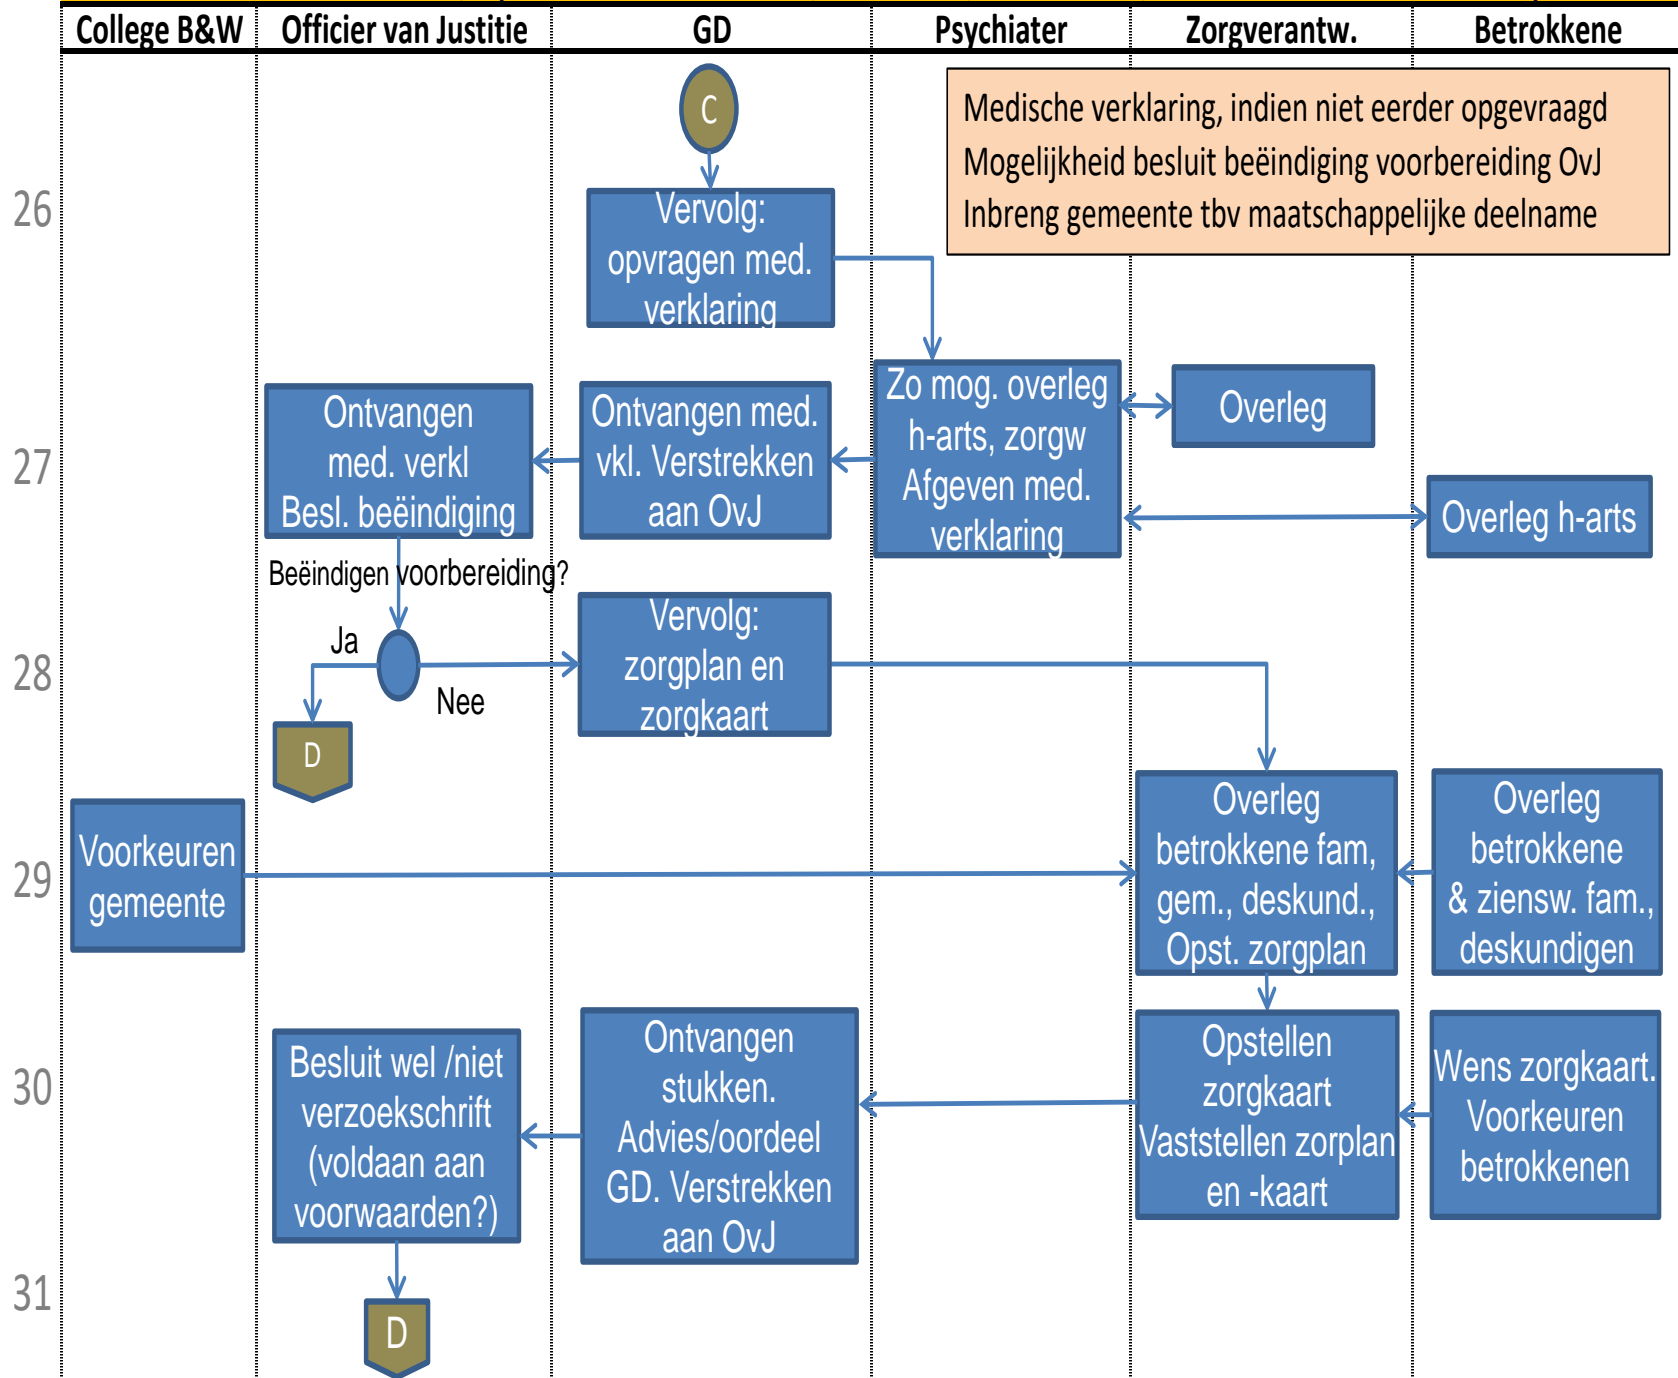 College B&W Officier van Justitie GD Psychiater Zorgverantw. Betrokkene
C
Medische verklaring, indien niet eerder opgevraagd
Mogelijkheid besluit beëindiging voorbereiding OvJ
Inbreng gemeente tbv maatschappelijke deelname
26
Vervolg:
opvragen med.
verklaring
27
Ontvangen
med. verkl
Besl. beëindiging
Ontvangen med.
vkl. Verstrekken
aan OvJ
Zo mog. overleg
h-arts, zorgw
Afgeven med.
verklaring
Overleg
Overleg h-arts
Beëindigen voorbereiding?
28
Ja
Nee
D
Vervolg:
zorgplan en
zorgkaart
29
Voorkeuren
gemeente
Overleg
betrokkene fam,
gem., deskund.,
Opst. zorgplan
Overleg
betrokkene
& ziensw. fam.,
deskundigen
30
Besluit wel /niet
verzoekschrift
(voldaan aan
voorwaarden?)
Ontvangen
stukken.
Advies/oordeel
GD. Verstrekken
aan OvJ
Opstellen
zorgkaart
Vaststellen zorplan
en -kaart
Wens zorgkaart.
Voorkeuren
betrokkenen
31
D